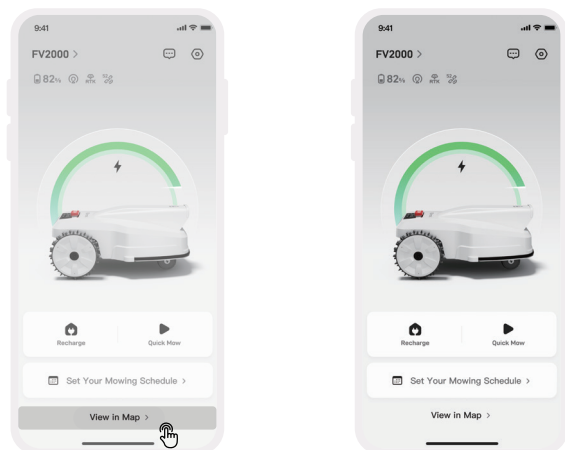 9:41
FV2000 >
82% RTK
Recharge Quick Mow
Set Your Mowing Schedule >
View in Map >
9:41
FV2000 >
82% RTK
Recharge Quick Mow
Set Your Mowing Schedule >
View in Map >